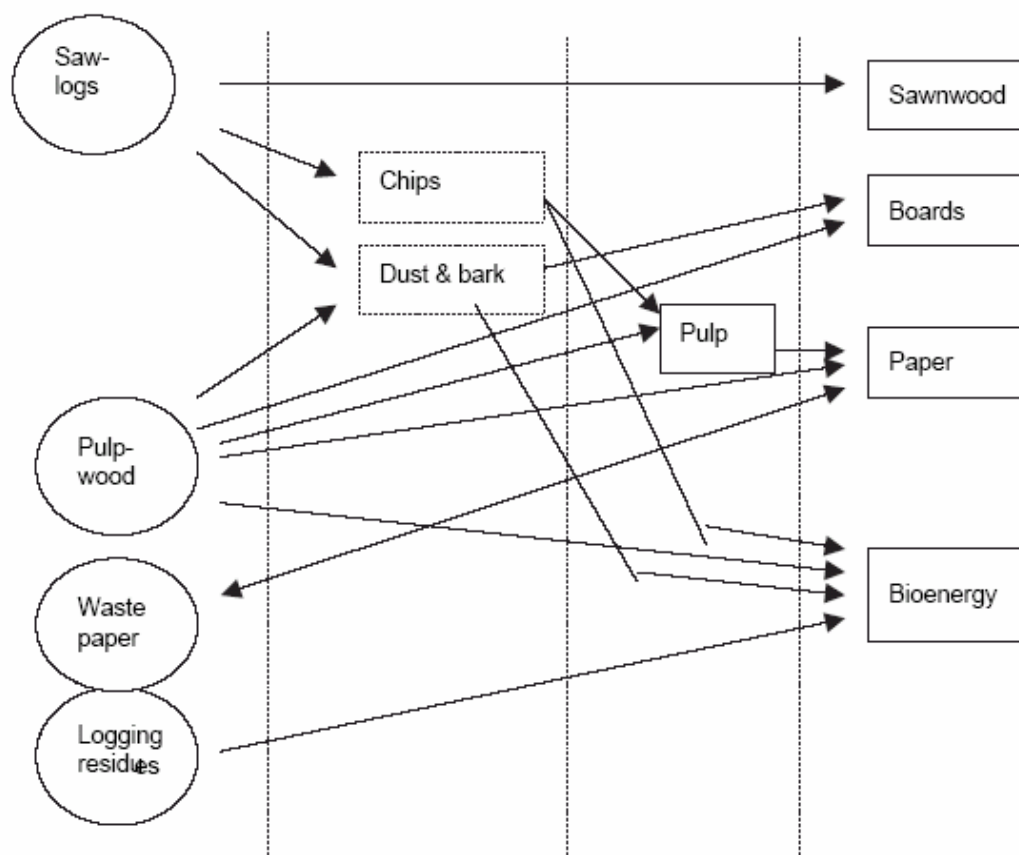 Saw-
logs
Sawnwood
Chips
Boards
Dust & bark
Pulp
Paper
Pulp-
wood
Waste
paper
Bioenergy
Logging
residues